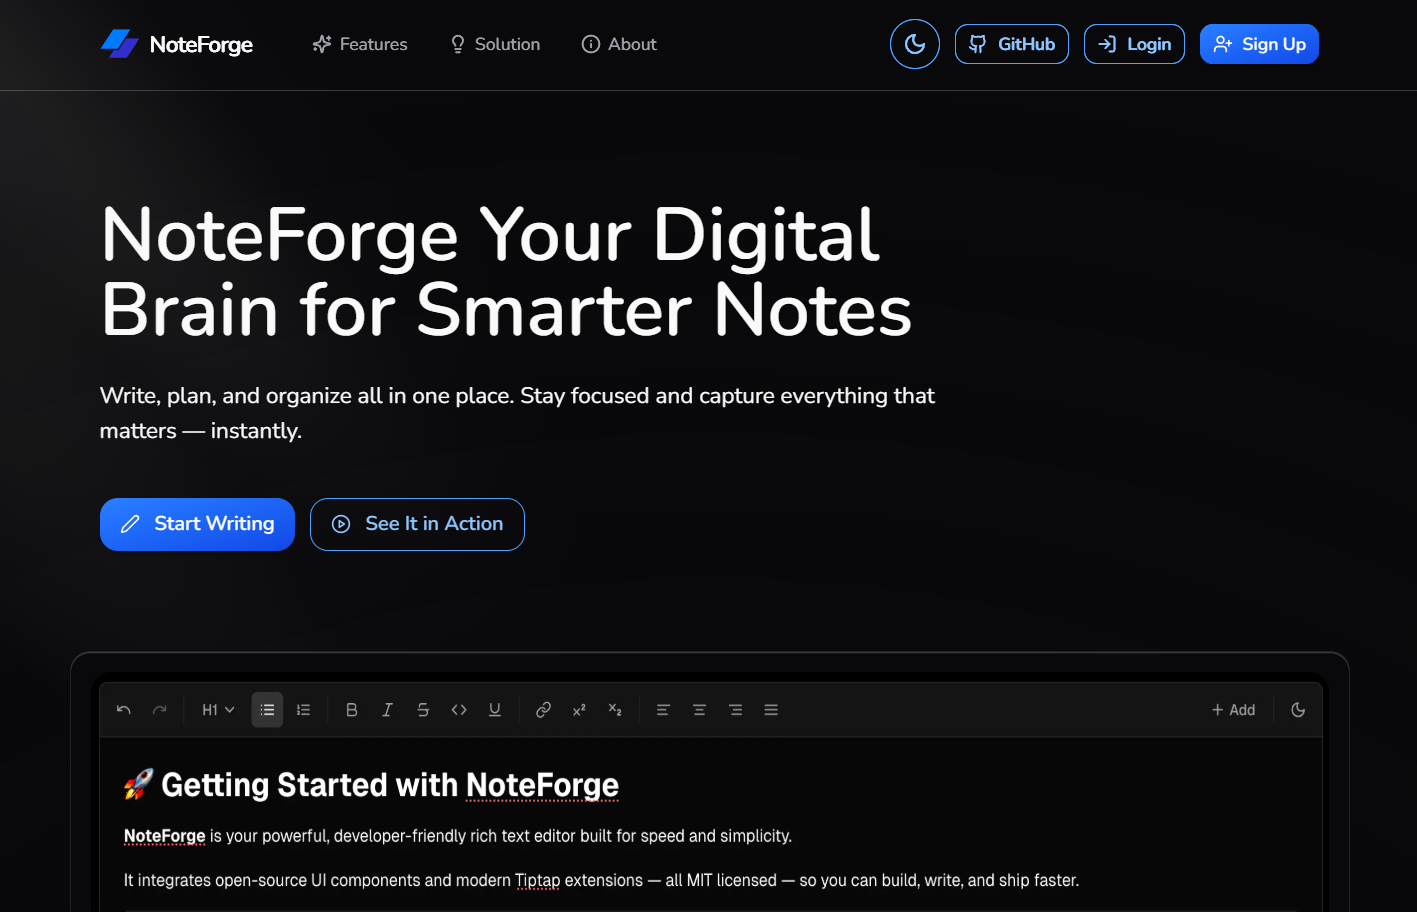 NoteForge
Features
Solution
About
GitHub
Login
Sign Up
NoteForge Your Digital
Brain for Smarter Notes
Write, plan, and organize all in one place. Stay focused and capture everything that
matters — instantly.
Start Writing
See It in Action
H1
B I S <> U x² x₂
+ Add
🚀 Getting Started with NoteForge
NoteForge is your powerful, developer-friendly rich text editor built for speed and simplicity.
It integrates open-source UI components and modern Tiptap extensions — all MIT licensed — so you can build, write, and ship faster.